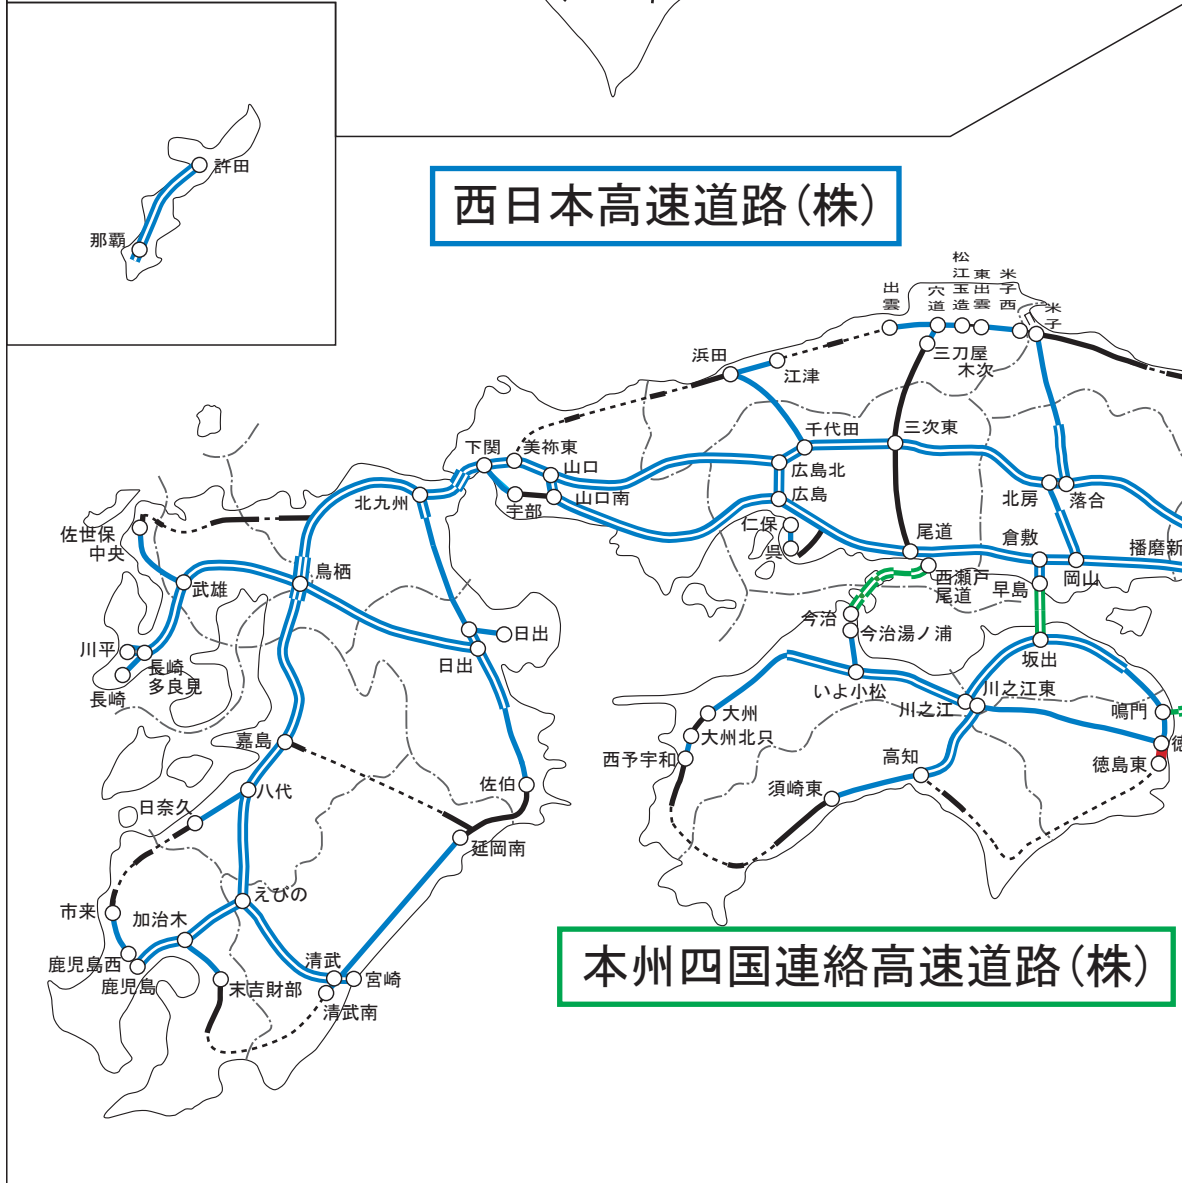 許田
那覇
西日本高速道路(株)
出雲
宍道
松江玉造
東出雲
米子西
米子
三刀屋
木次
浜田
江津
千代田
三次東
広島北
広島
仁保
呉
尾道
西瀬戸
尾道
倉敷
早島
岡山
北房
落合
播磨新
下関
美祢東
山口
山口南
宇部
北九州
佐世保
中央
武雄
鳥栖
川平
長崎
多良見
長崎
日出
日出
今治
今治湯ノ浦
いよ小松
坂出
川之江東
川之江
鳴門
徳
徳島東
大州
大州北只
西予宇和
高知
須崎東
嘉島
八代
日奈久
佐伯
延岡南
市来
加治木
えびの
鹿児島西
鹿児島
末吉財部
清武
宮崎
清武南
本州四国連絡高速道路(株)